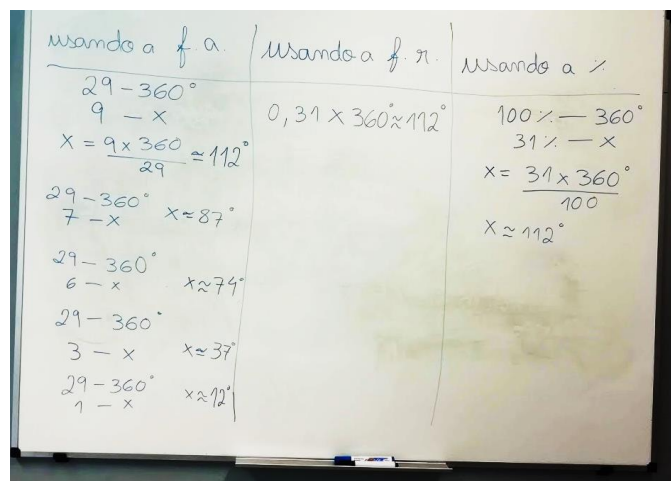 usando a f.a.
29 – 360°
9 – x
x = 9 x 360 / 29 ≃ 112°
29 – 360°
7 – x x ≈ 87°
29 – 360°
6 – x x ≈ 74°
29 – 360°
3 – x x ≈ 37°
29 – 360°
1 – x x ≈ 12°
usando a f.r.
0,31 x 360° ≈ 112°
usando a %
100% — 360°
31% — x
x = 31 x 360° / 100
x ≈ 112°